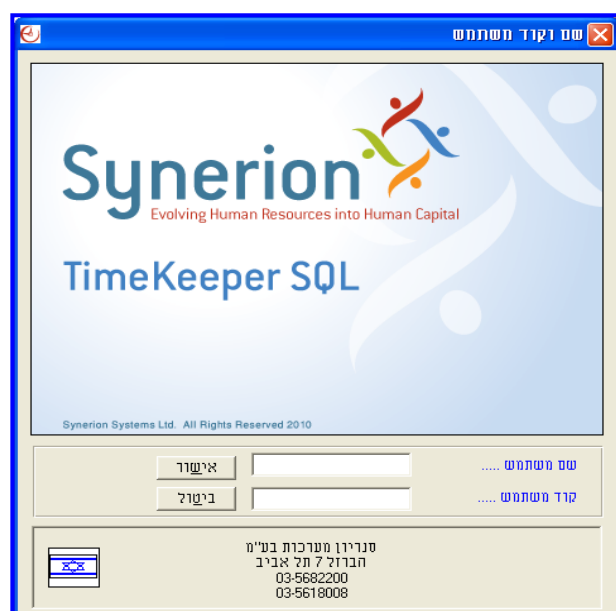 שם וקוד משתמש
Synerion
Evolving Human Resources into Human Capital
TimeKeeper SQL
Synerion Systems Ltd. All Rights Reserved 2010
שם משתמש .....
אישור
קוד משתמש .....
ביטול
סנריון מערכות בע"מ
הברזל 7 תל אביב
03-5682200
03-5618008